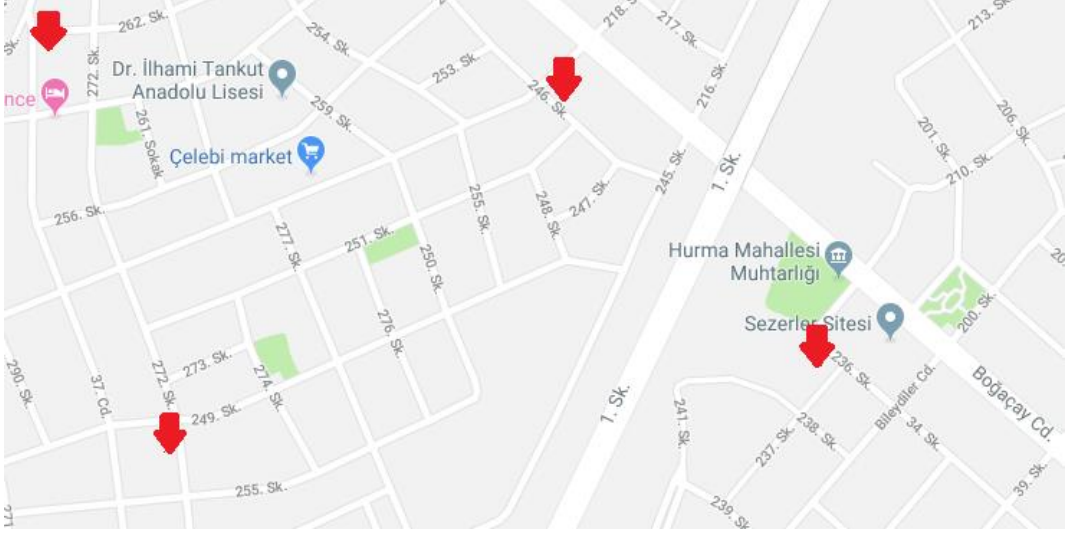 262. Sk.
272. Sk.
254. Sk.
218. Sk.
217. Sk.
213. Sk.
Sk.
253. Sk.
Dr. İlhami Tankut
Anadolu Lisesi
nce
246. Sk.
216. Sk.
206. Sk.
259. Sk.
261. Sokak
201. Sk.
Çelebi market
245. Sk.
1. Sk.
210. Sk.
256. Sk.
255. Sk.
248. Sk.
247. Sk.
277. Sk.
251. Sk.
250. Sk.
Hurma Mahallesi
Muhtarlığı
20
276. Sk.
Sezerler Sitesi
200. Sk.
290. Sk.
37. Cd.
272. Sk.
273. Sk.
274. Sk.
236. Sk.
Boğaçay Cd.
249. Sk.
1. Sk.
241. Sk.
237. Sk.
238. Sk.
Bileydiler Cd.
34. Sk.
255. Sk.
39. Sk.
239. Sk.
271